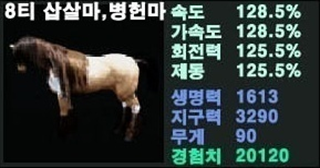 8티 삽살마,병헌마
속도 128.5%
가속도 128.5%
회전력 125.5%
제동 125.5%
생명력 1613
지구력 3290
무게 90
경험치 20120